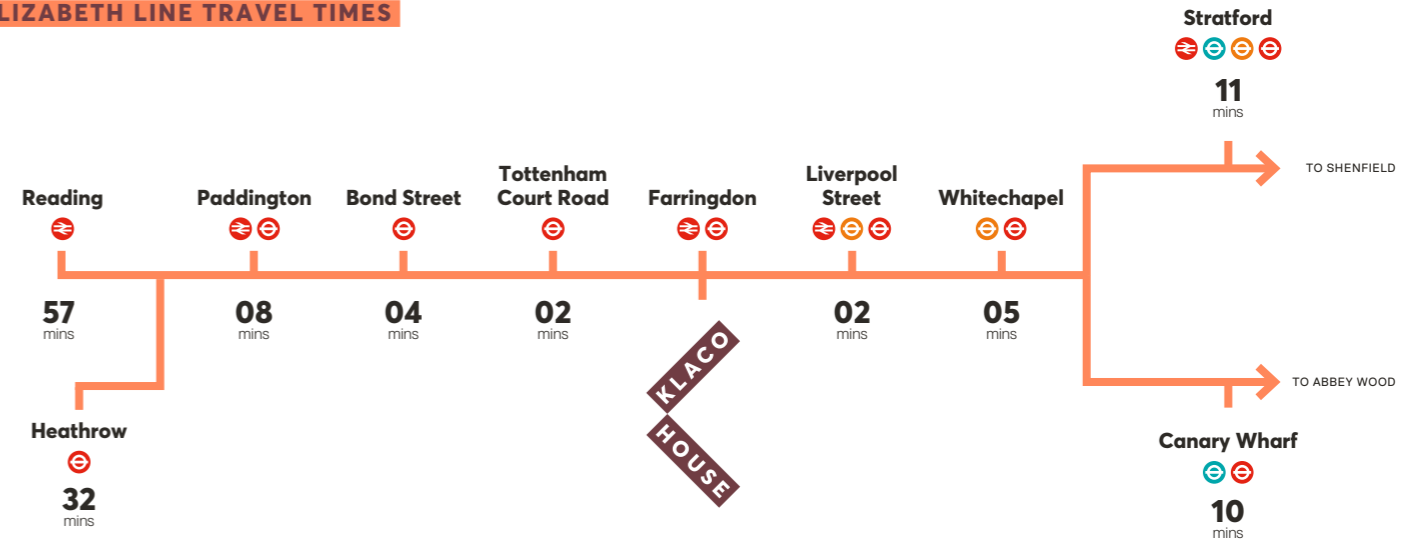 LIZABETH LINE TRAVEL TIMES
Stratford
11
mins
TO SHENFIELD
Reading
57
mins
Paddington
08
mins
Bond Street
04
mins
Tottenham
Court Road
02
mins
Farringdon
Liverpool
Street
02
mins
Whitechapel
05
mins
KLACO
HOUSE
Heathrow
32
mins
TO ABBEY WOOD
Canary Wharf
10
mins